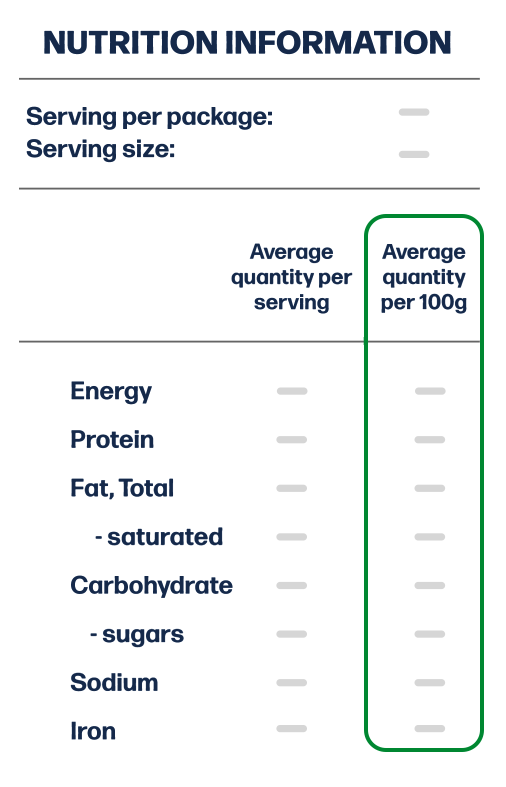 NUTRITION INFORMATION
Serving per package:
Serving size:
Average quantity per serving
Average quantity per 100g
Energy
Protein
Fat, Total
- saturated
Carbohydrate
- sugars
Sodium
Iron